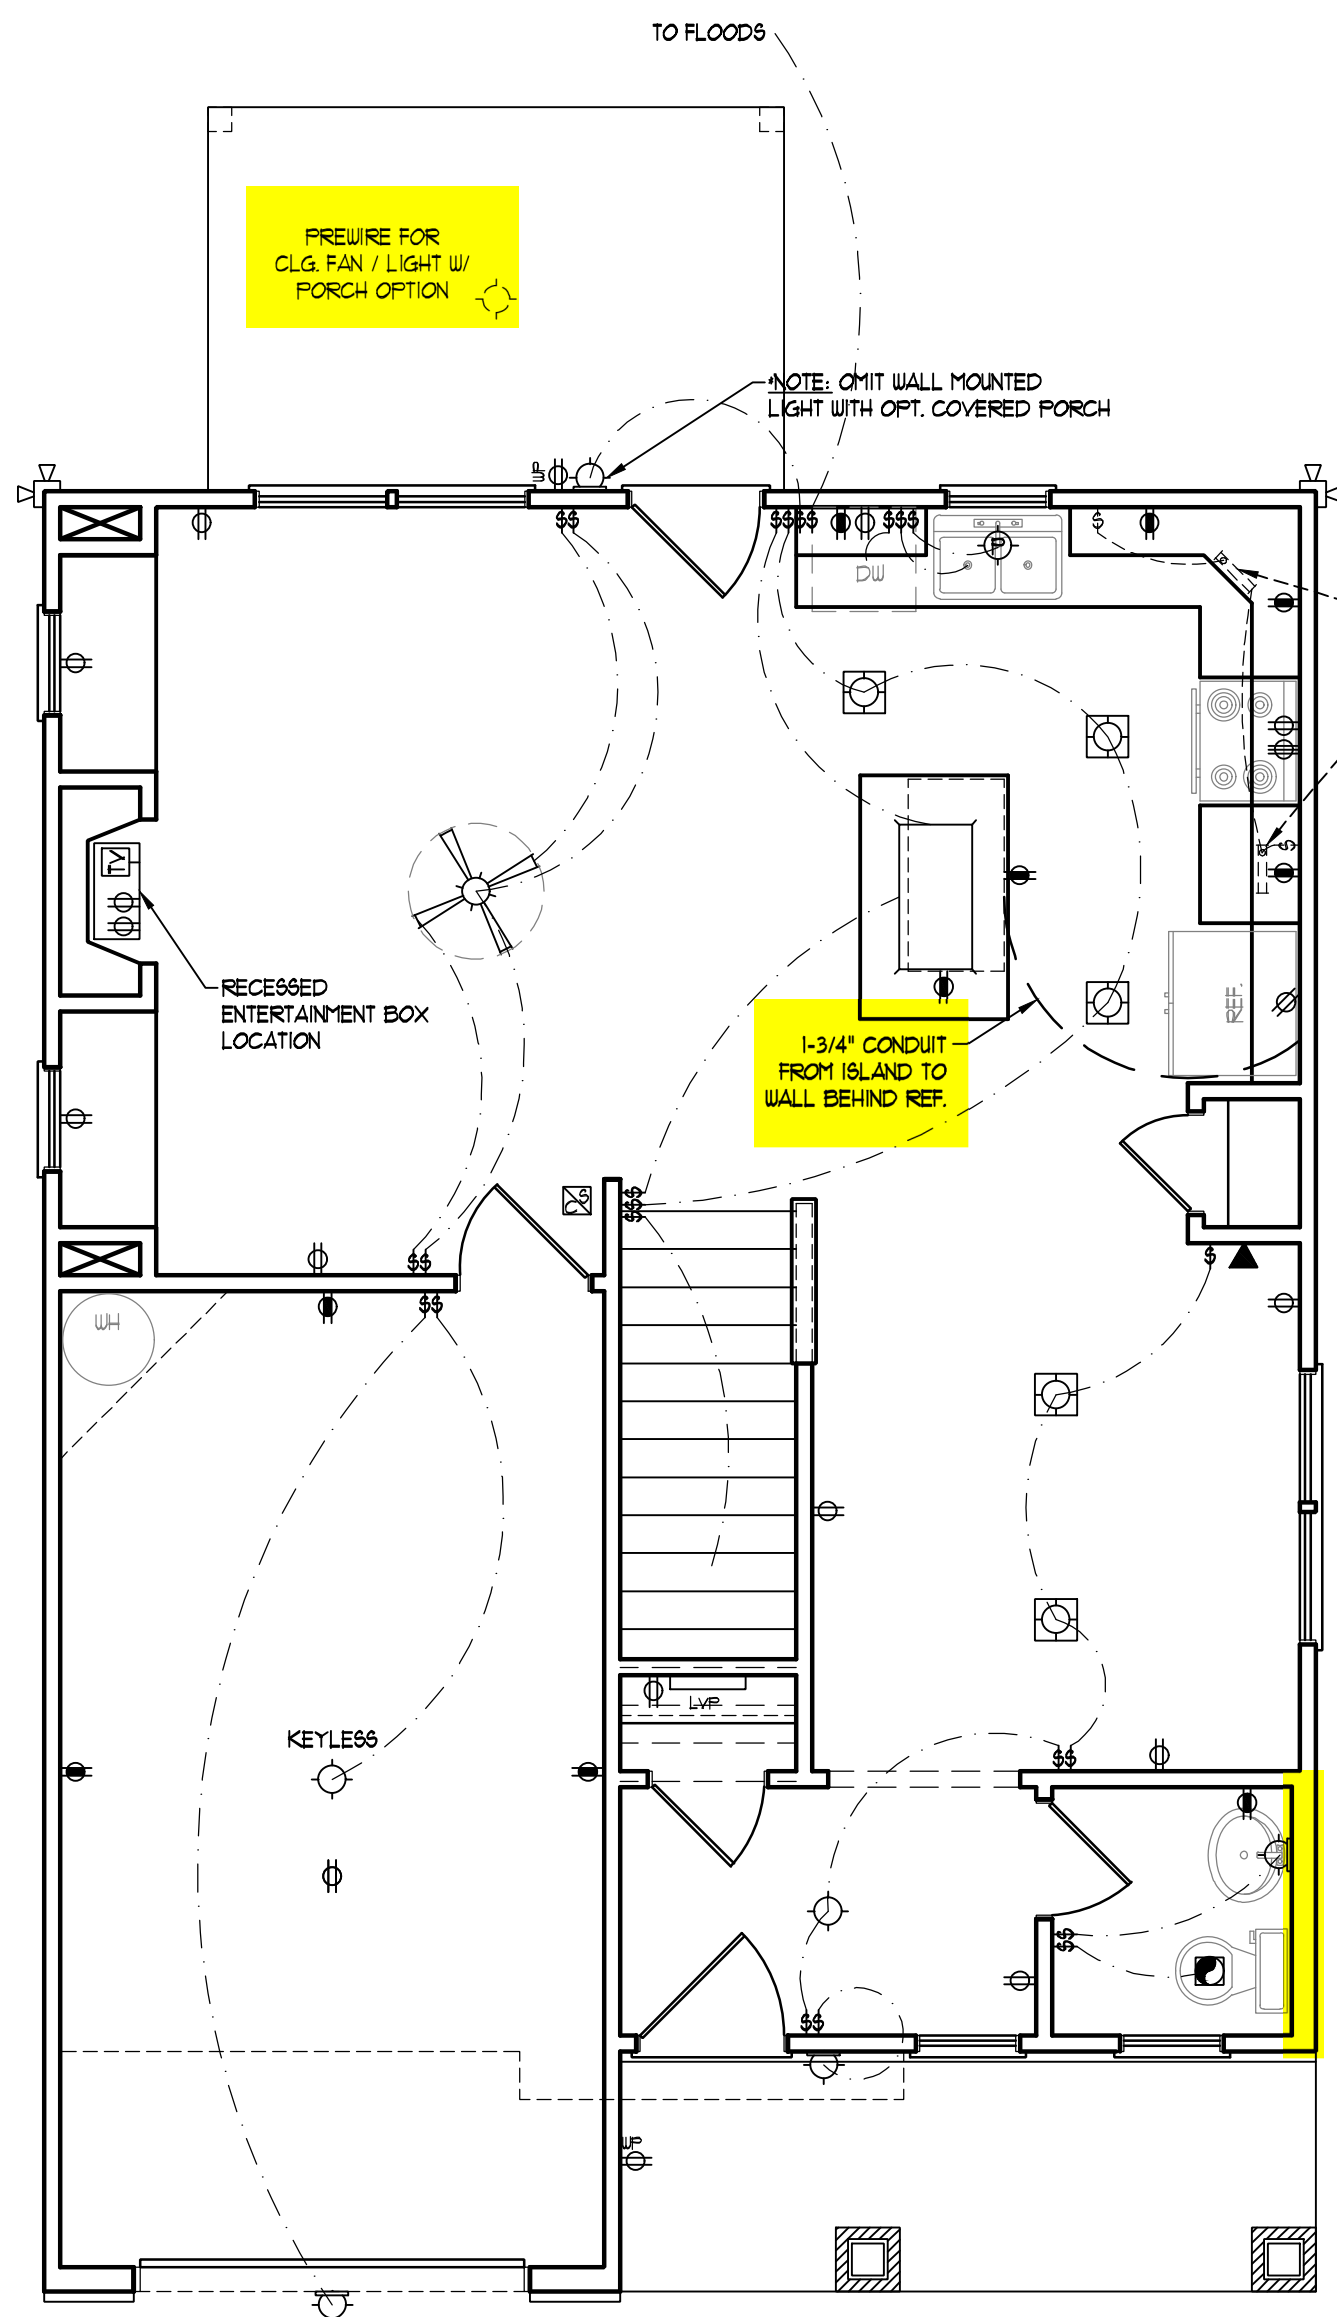 TO FLOODS
PREWIRE FOR
CLG. FAN / LIGHT W/
PORCH OPTION
*NOTE: OMIT WALL MOUNTED
LIGHT WITH OPT. COVERED PORCH
WP
$$
$$$$
$$$
$
DW
TV
$
RECESSED
ENTERTAINMENT BOX
LOCATION
REF.
1-3/4" CONDUIT
FROM ISLAND TO
WALL BEHIND REF.
C/S
$$$
$$
$
WH
$$
LVP
KEYLESS
$$
$$
$$
WP